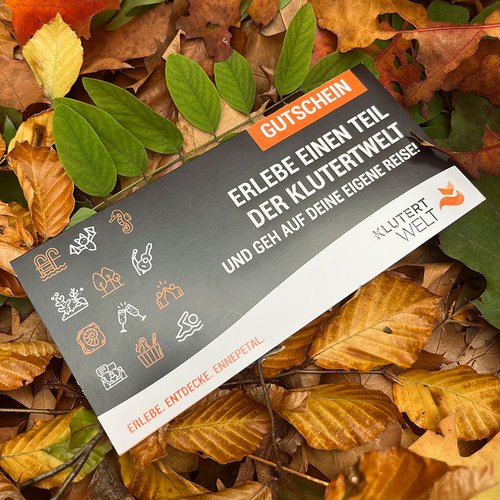 GUTSCHEIN
ERLEBE EINEN TEIL
DER KLUTERTWELT
UND GEH AUF DEINE EIGENE REISE!
KLUTERT
WELT
ERLEBE. ENTDECKE. ENNEPETAL.